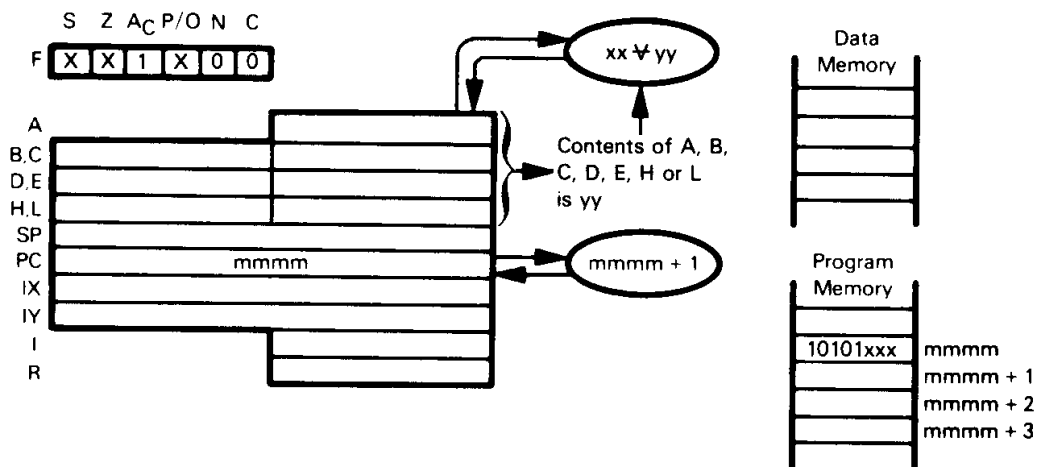 S Z AC P/O N C
F X X 1 X 0 0
A
B,C
D,E
H,L
SP
PC mmmm
IX
IY
I
R
xx ⊻ yy
Contents of A, B,
C, D, E, H or L
is yy
mmmm + 1
Data
Memory
Program
Memory
10101xxx mmmm
mmmm + 1
mmmm + 2
mmmm + 3